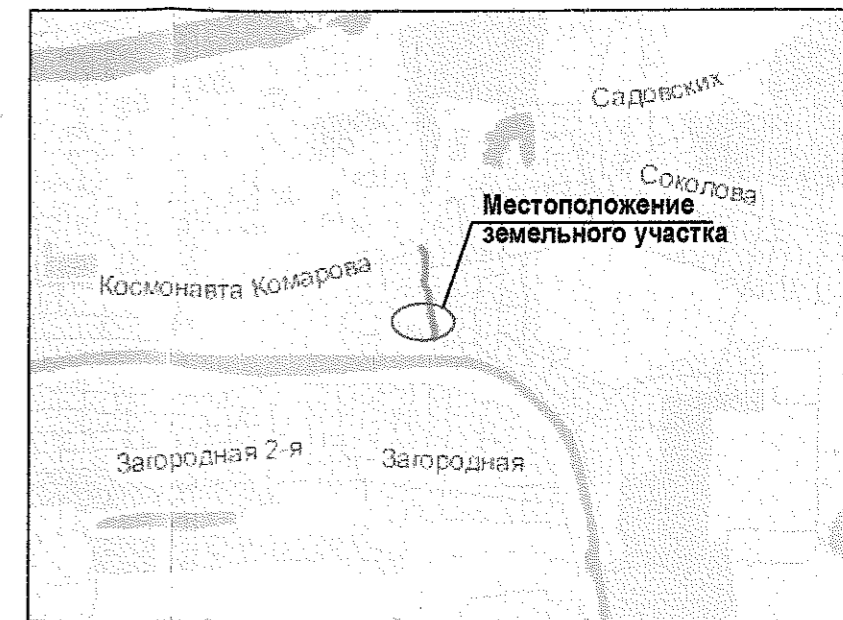 Садовских
Соколова
Местоположение
земельного участка
Космонавта Комарова
Загородная 2-я
Загородная